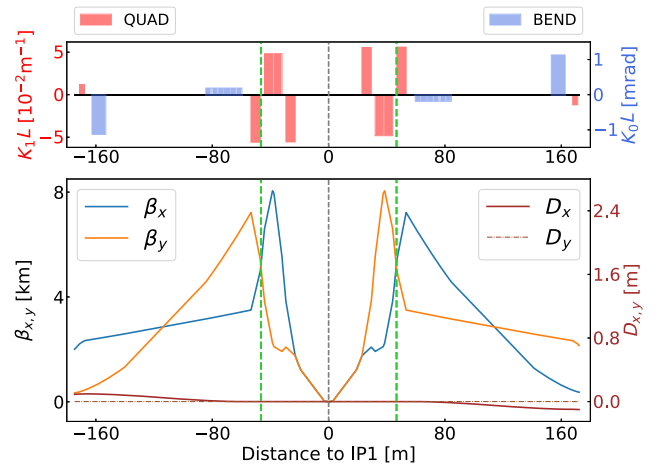 QUAD
BEND
K₁L [10⁻²m⁻¹]
5
0
−5
1
0
−1
K₀L [mrad]
−160 −80 0 80 160
β_x
β_y
D_x
D_y
β_{x,y} [km]
8
4
0
2.4
1.6
0.8
0.0
D_{x,y} [m]
−160 −80 0 80 160
Distance to IP1 [m]